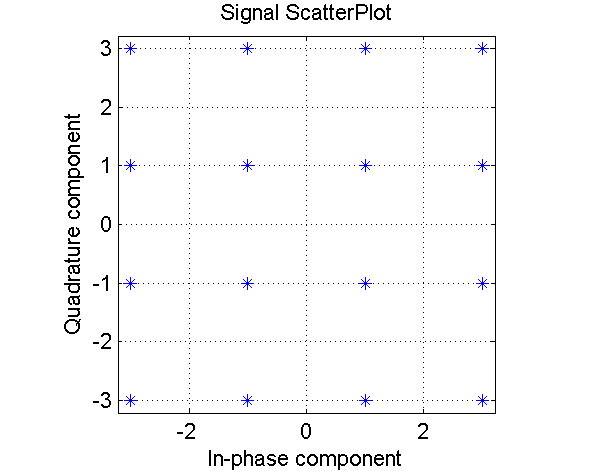 Signal ScatterPlot
3
2
1
0
-1
-2
-3
Quadrature component
-2 0 2
In-phase component